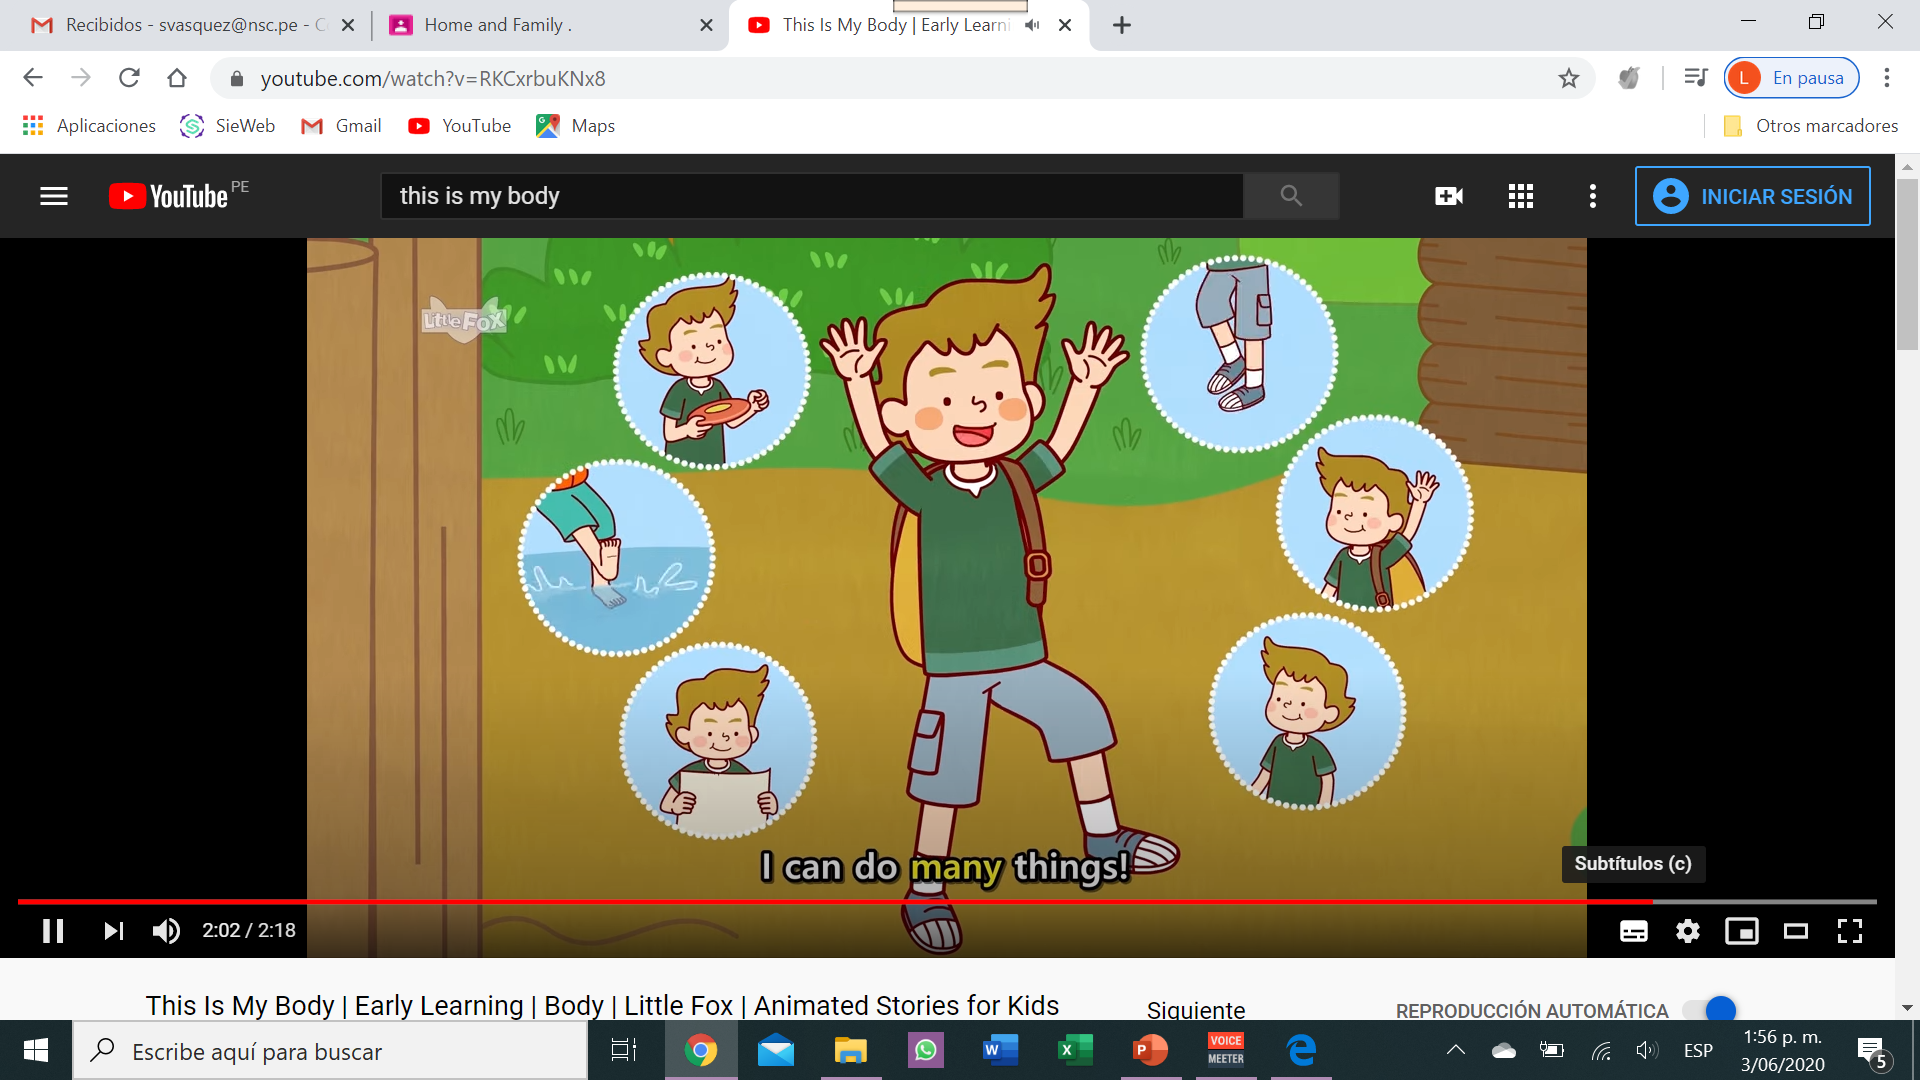 Recibidos - svasquez@nsc.pe - C
Home and Family .
This Is My Body | Early Learni
youtube.com/watch?v=RKCxrbuKNx8
L En pausa
Aplicaciones SieWeb Gmail YouTube Maps Otros marcadores
YouTube PE
this is my body
INICIAR SESIÓN
Little Fox
I can do many things!
Subtítulos (c)
2:02 / 2:18
This Is My Body | Early Learning | Body | Little Fox | Animated Stories for Kids
Siguiente
REPRODUCCIÓN AUTOMÁTICA
Escribe aquí para buscar
VOICE
MEETER
ESP
1:56 p. m.
3/06/2020
5